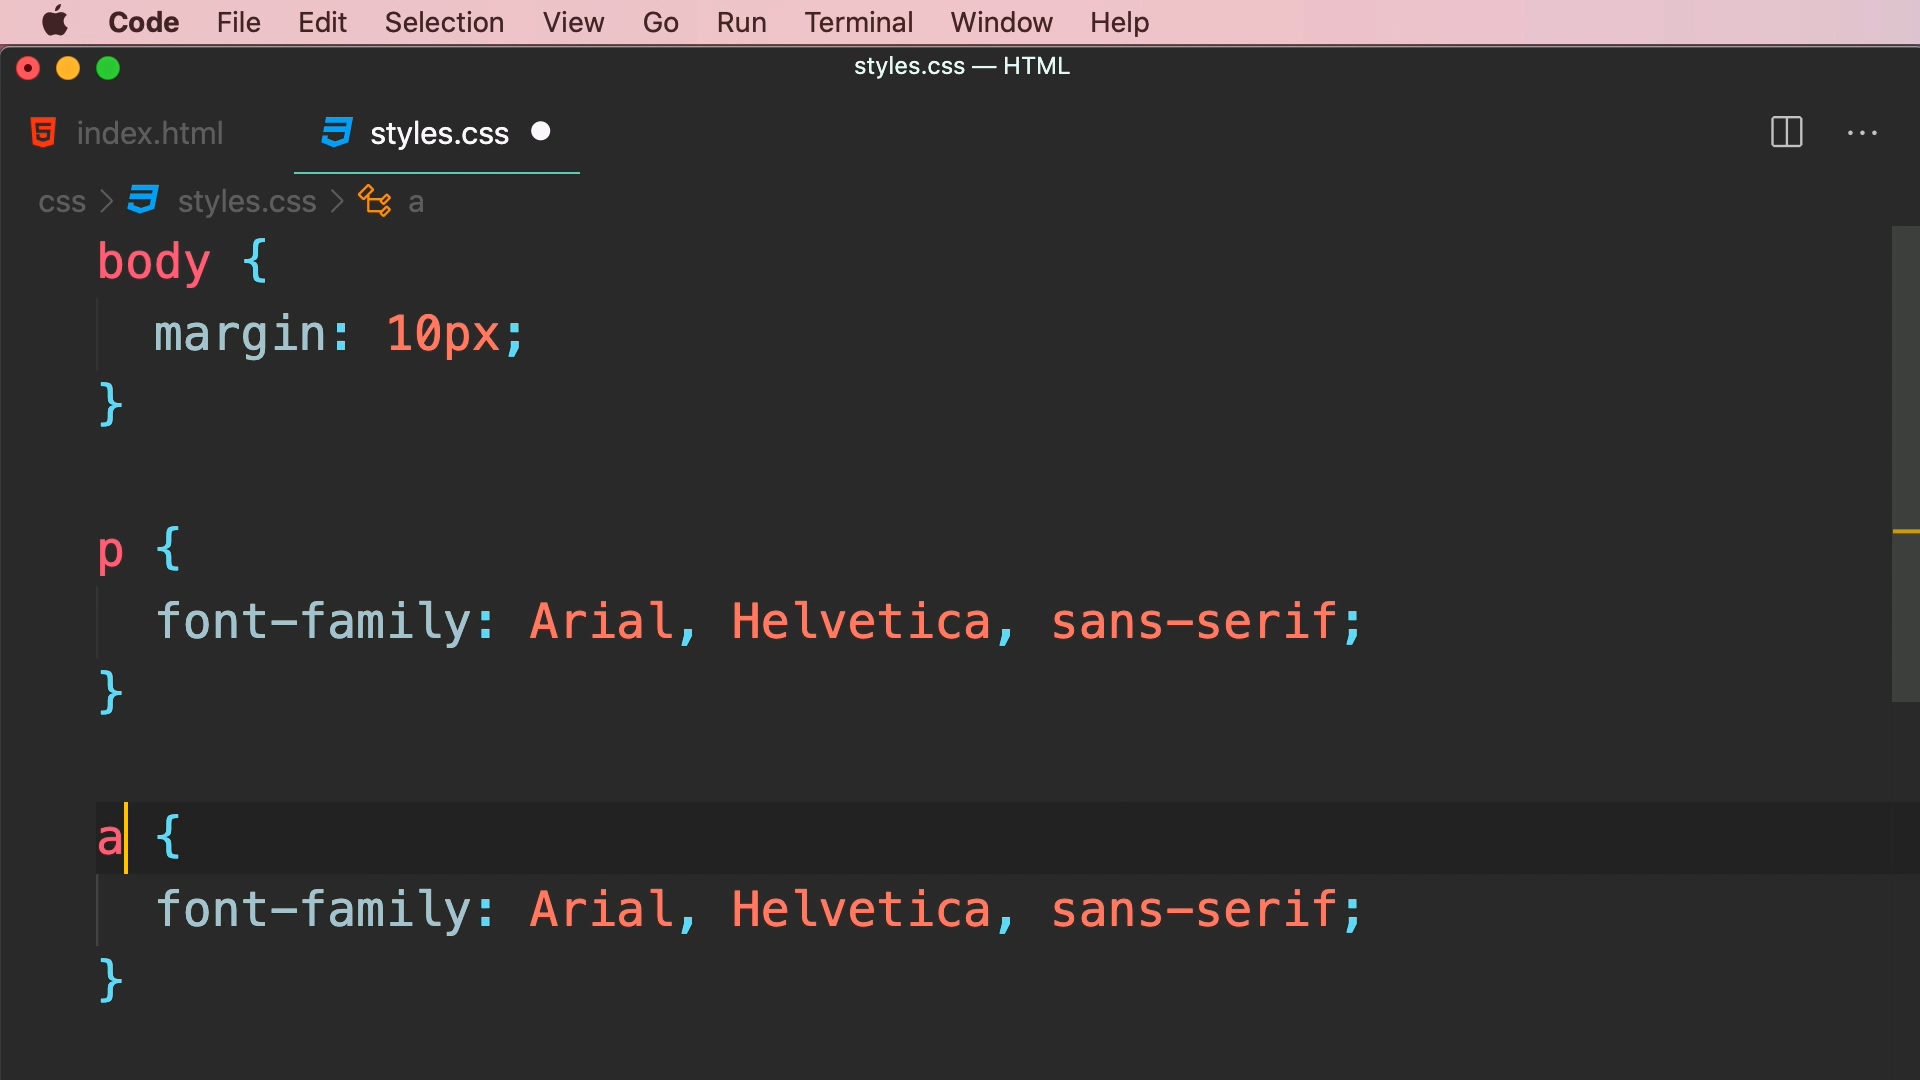 Code File Edit Selection View Go Run Terminal Window Help
styles.css — HTML
index.html styles.css
css > styles.css > a
body {
  margin: 10px;
}
p {
  font-family: Arial, Helvetica, sans-serif;
}
a {
  font-family: Arial, Helvetica, sans-serif;
}